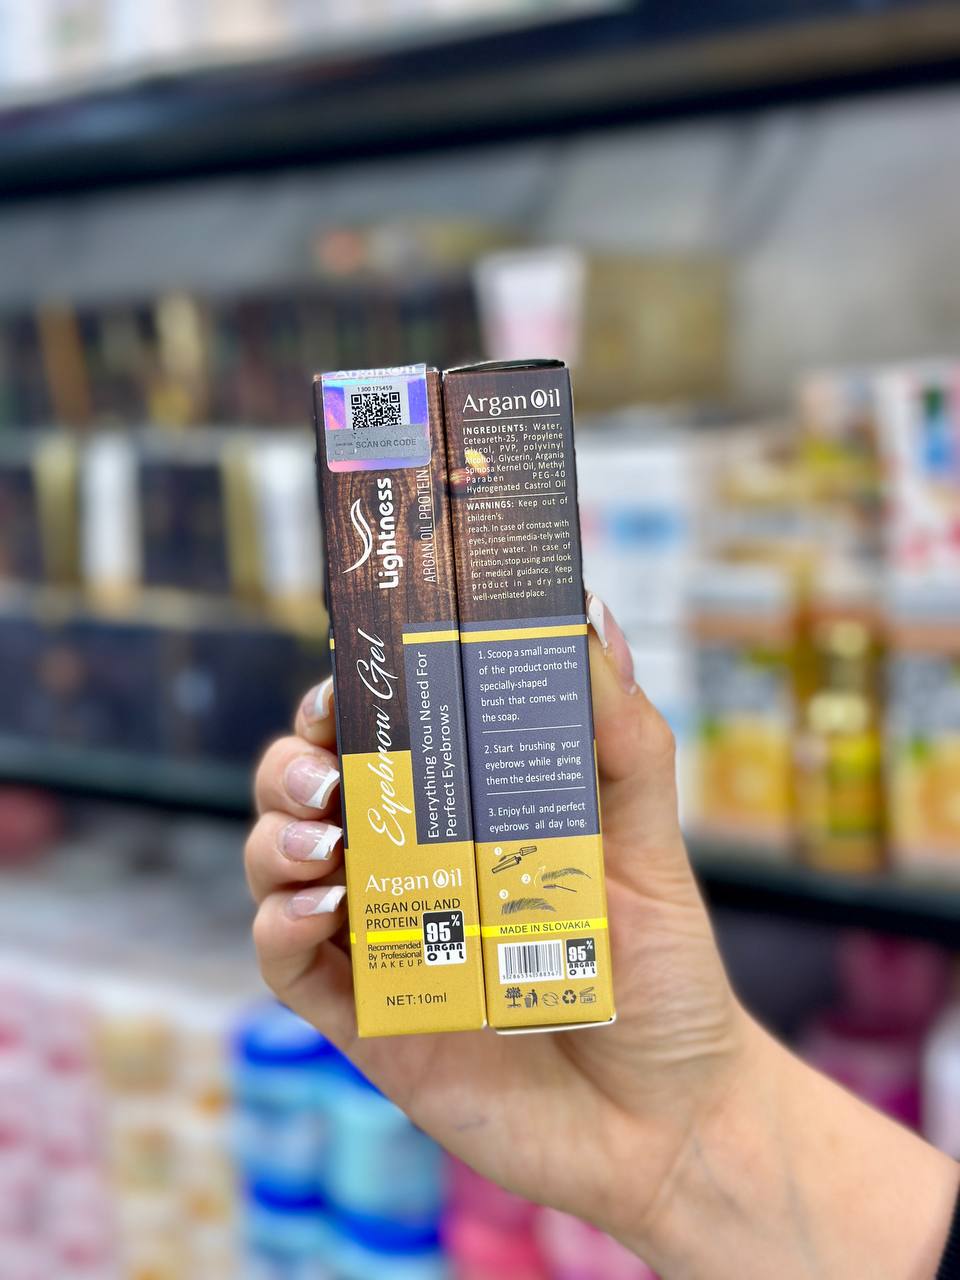 Argan Oil
1300 175459
SCAN QR CODE
Lightness
ARGAN OIL PROTEIN
Eyebrow Gel
Everything You Need For
Perfect Eyebrows
Argan Oil
ARGAN OIL AND
PROTEIN
95%
ARGAN
OIL
Recommended
By Professional
MAKEUP
NET:10ml
Argan Oil
INGREDIENTS: Water,
Ceteareth-25, Propylene
Glycol, PVP, polyvinyl
Alcohol, Glycerin, Argania
Spinosa Kernel Oil, Methyl
Paraben PEG-40
Hydrogenated Castrol Oil
WARNINGS: Keep out of
children's.
reach. In case of contact with
eyes, rinse immedia-tely with
aplenty water. In case of
irritation, stop using and look
for medical guidance. Keep
product in a dry and
well-ventilated place.
1. Scoop a small amount
of the product onto the
specially-shaped
brush that comes with
the soap.
2. Start brushing your
eyebrows while giving
them the desired shape.
3. Enjoy full and perfect
eyebrows all day long.
1
2
3
MADE IN SLOVAKIA
95%
ARGAN
OIL
24M